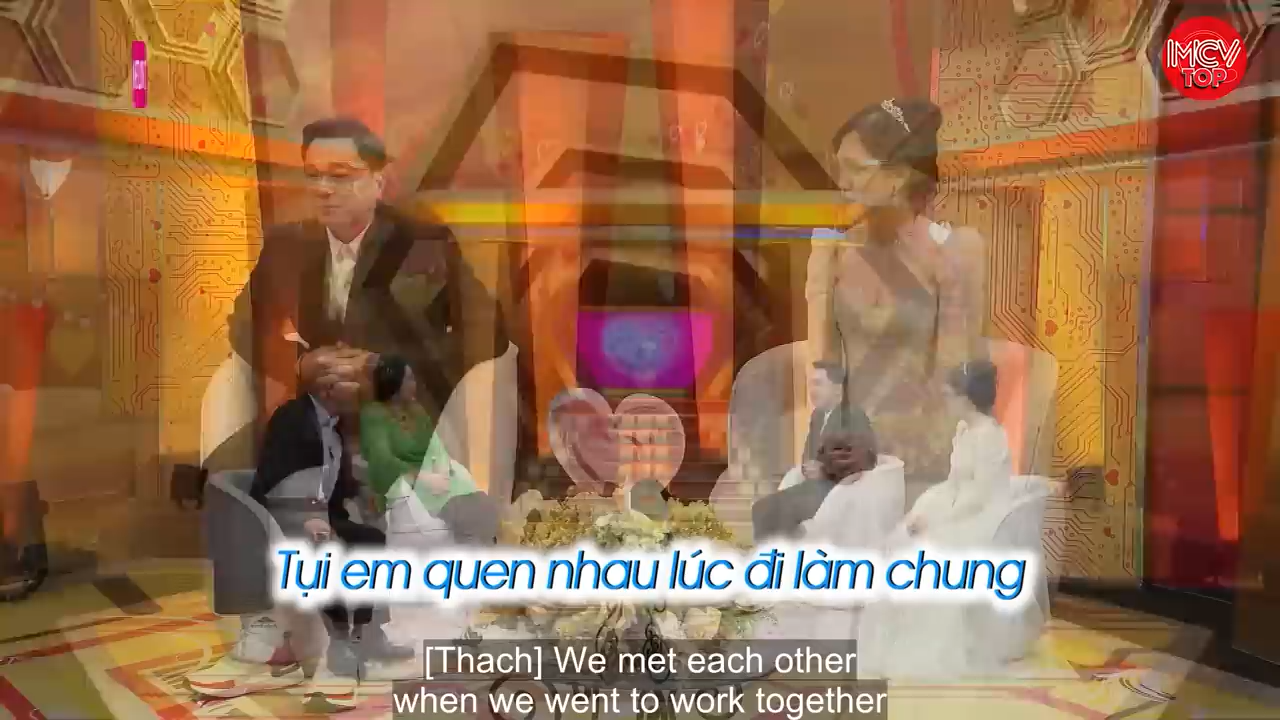 MCV
TOP
Tụi em quen nhau lúc đi làm chung
[Thach] We met each other
when we went to work together